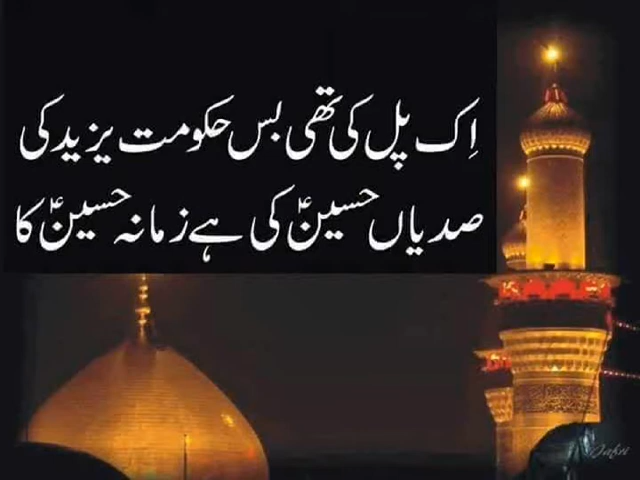 اِک پل کی تھی بس حکومت یزید کی
صدیاں حسینؑ کی ہے زمانہ حسینؑ کا